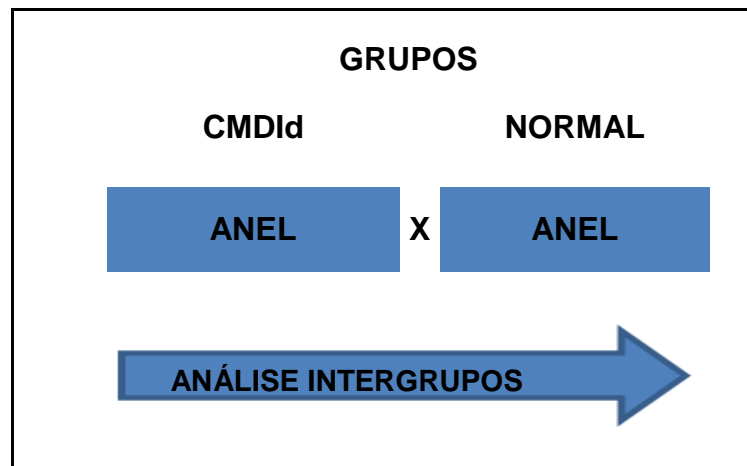 GRUPOS
CMDId NORMAL
ANEL X ANEL
ANÁLISE INTERGRUPOS